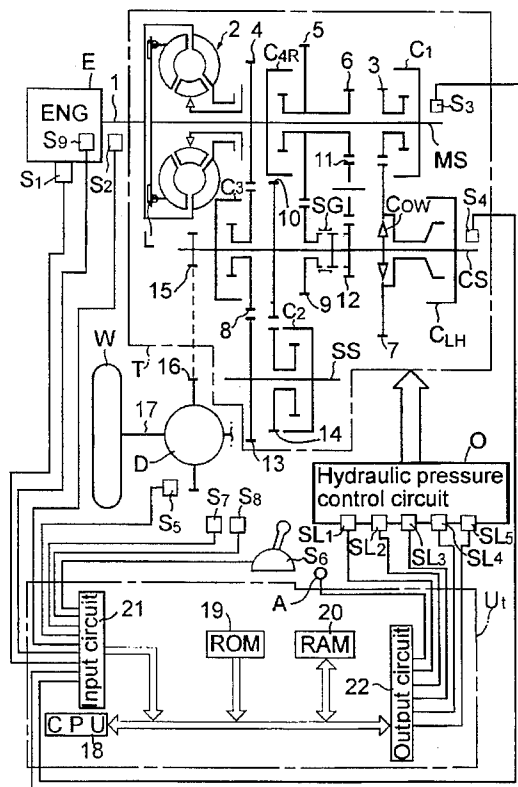 2 4 5
C4R 6 3 C1
E 1
ENG
S9 S2 S3
S1 MS
11
C3 10 SG COW S4
L
15 CS
8 9 12
C2 CLH
W 16 T 7
SS
17
D 13 14
O
Hydraulic pressure
control circuit
S5 S7 S8 SL1 SL2 SL3 SL4 SL5
S6
A Ut
21 19 20
Input circuit
ROM RAM
22
Output circuit
CPU
18